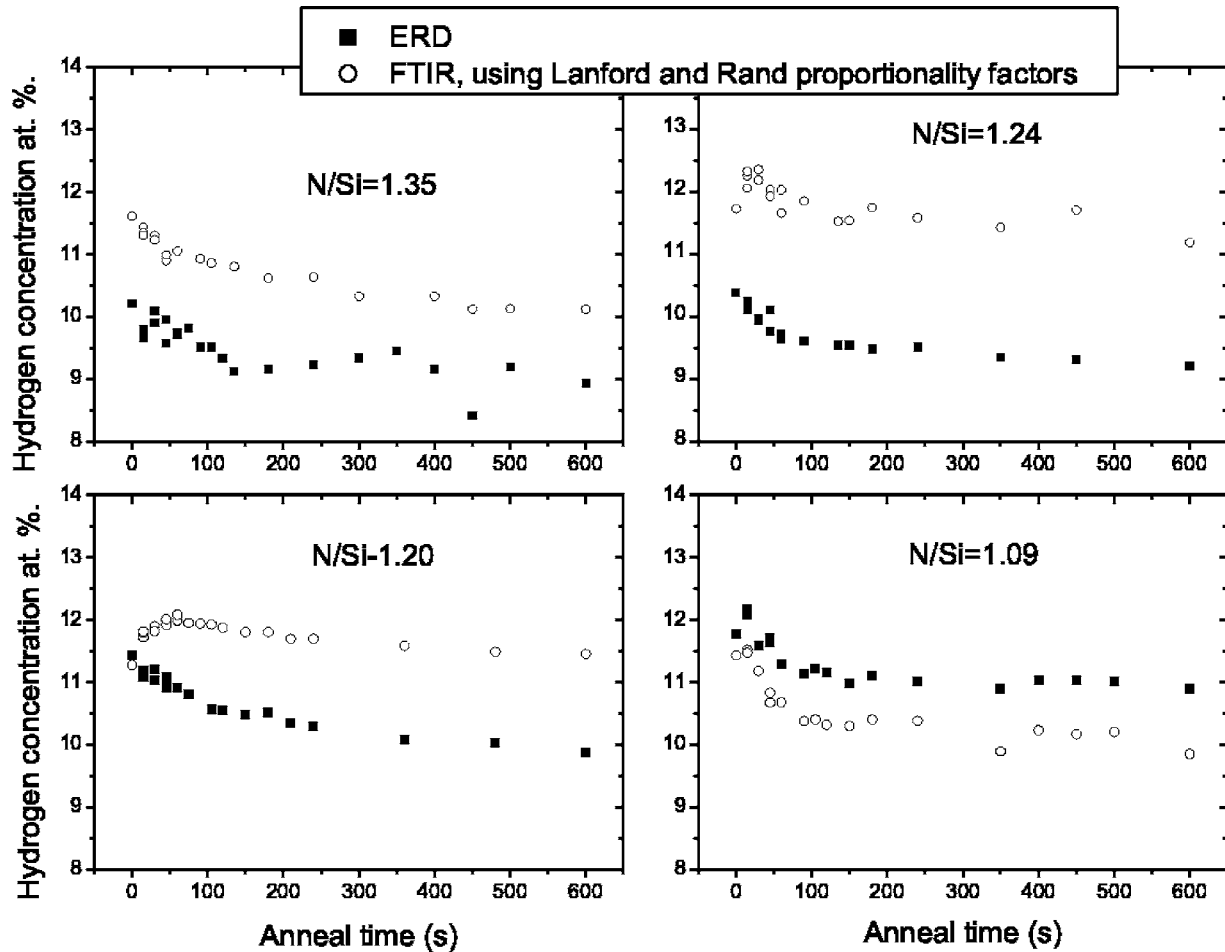 ERD
FTIR, using Lanford and Rand proportionality factors
Hydrogen concentration at. %.
14
13
12
11
10
9
8
N/Si=1.35
0 100 200 300 400 500 600
14
13
12
11
10
9
8
N/Si=1.24
0 100 200 300 400 500 600
Hydrogen concentration at. %.
14
13
12
11
10
9
8
N/Si-1.20
0 100 200 300 400 500 600
Anneal time (s)
14
13
12
11
10
9
8
N/Si=1.09
0 100 200 300 400 500 600
Anneal time (s)